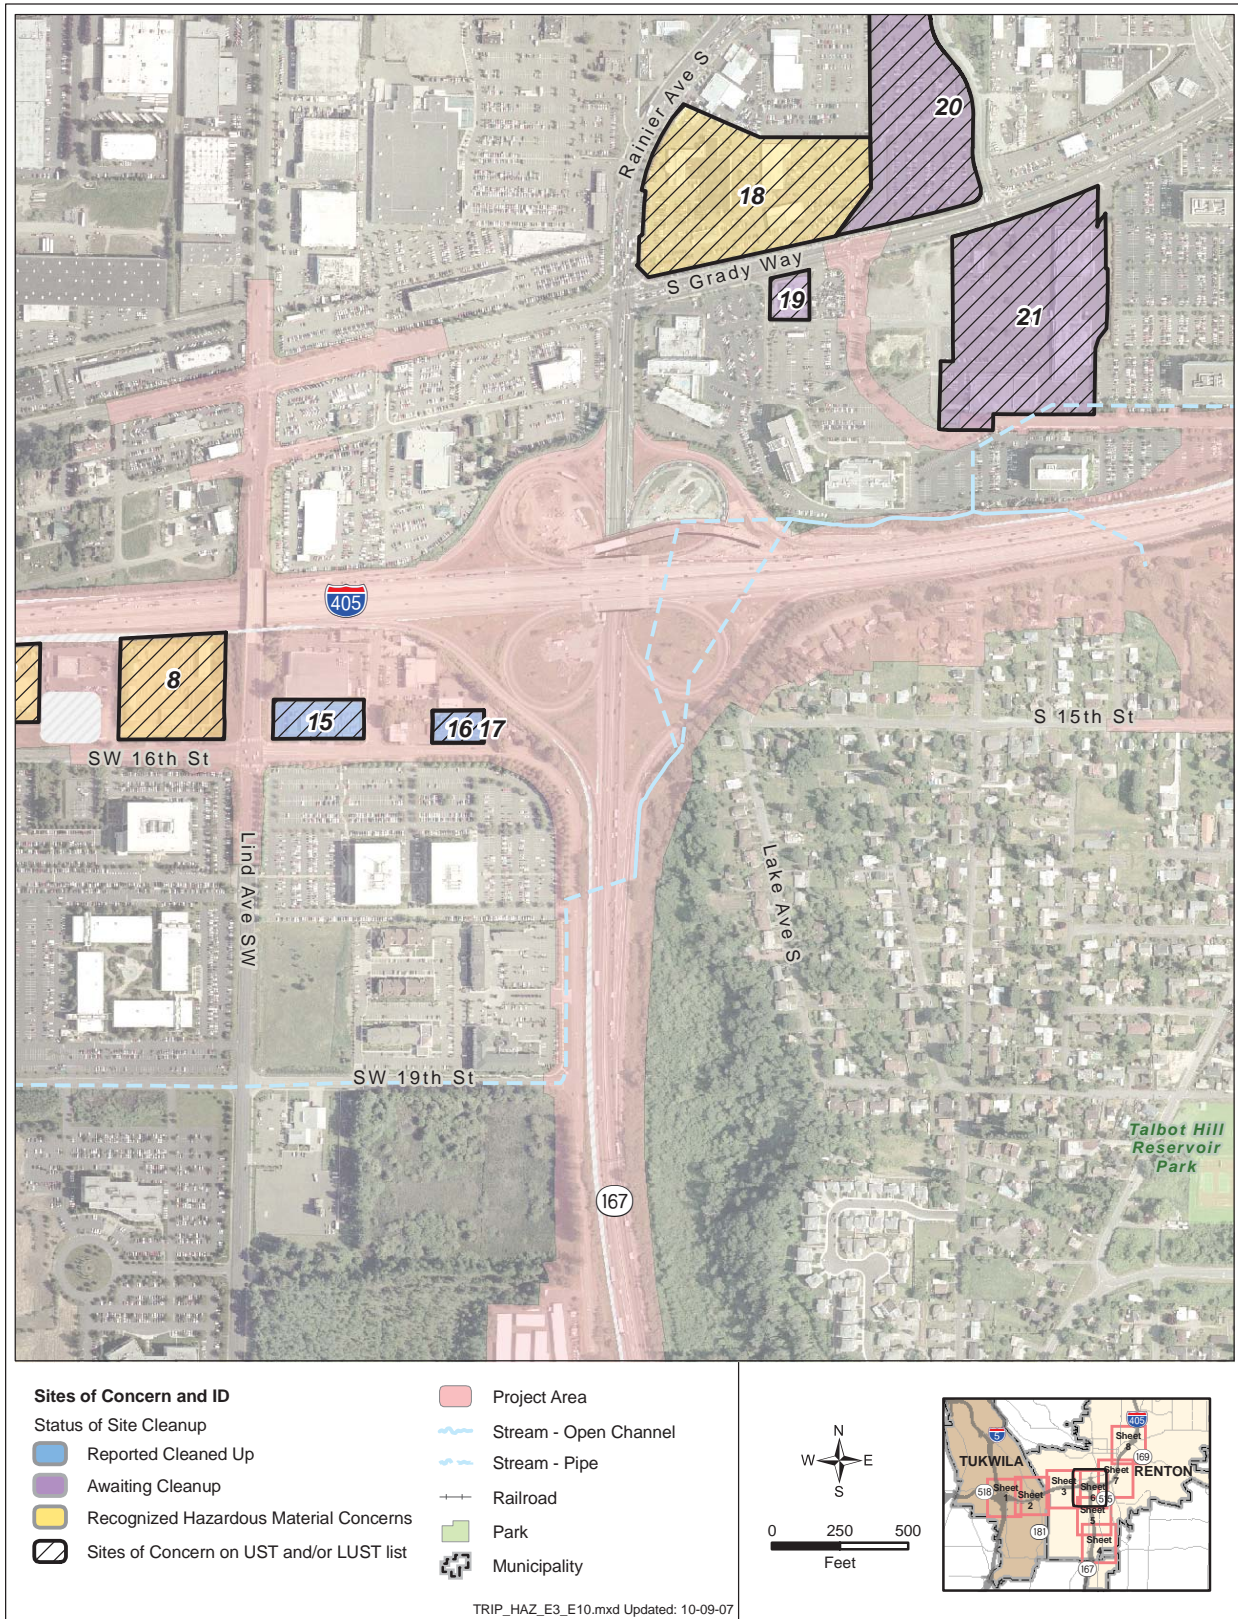 Rainier Ave S
20
18
S Grady Way
19
21
405
8
15
16 17
SW 16th St
S 15th St
Lind Ave SW
Lake Ave S
SW 19th St
Talbot Hill
Reservoir
Park
167
Sites of Concern and ID
Status of Site Cleanup
Reported Cleaned Up
Awaiting Cleanup
Recognized Hazardous Material Concerns
Sites of Concern on UST and/or LUST list
Project Area
Stream - Open Channel
Stream - Pipe
Railroad
Park
Municipality
TRIP_HAZ_E3_E10.mxd Updated: 10-09-07
N
W E
S
0 250 500
Feet
405
5
Sheet
8
TUKWILA
169
RENTON
Sheet
7
518
Sheet
1
Sheet
2
Sheet
3
Sheet
6
515
Sheet
5
181
Sheet
4
167